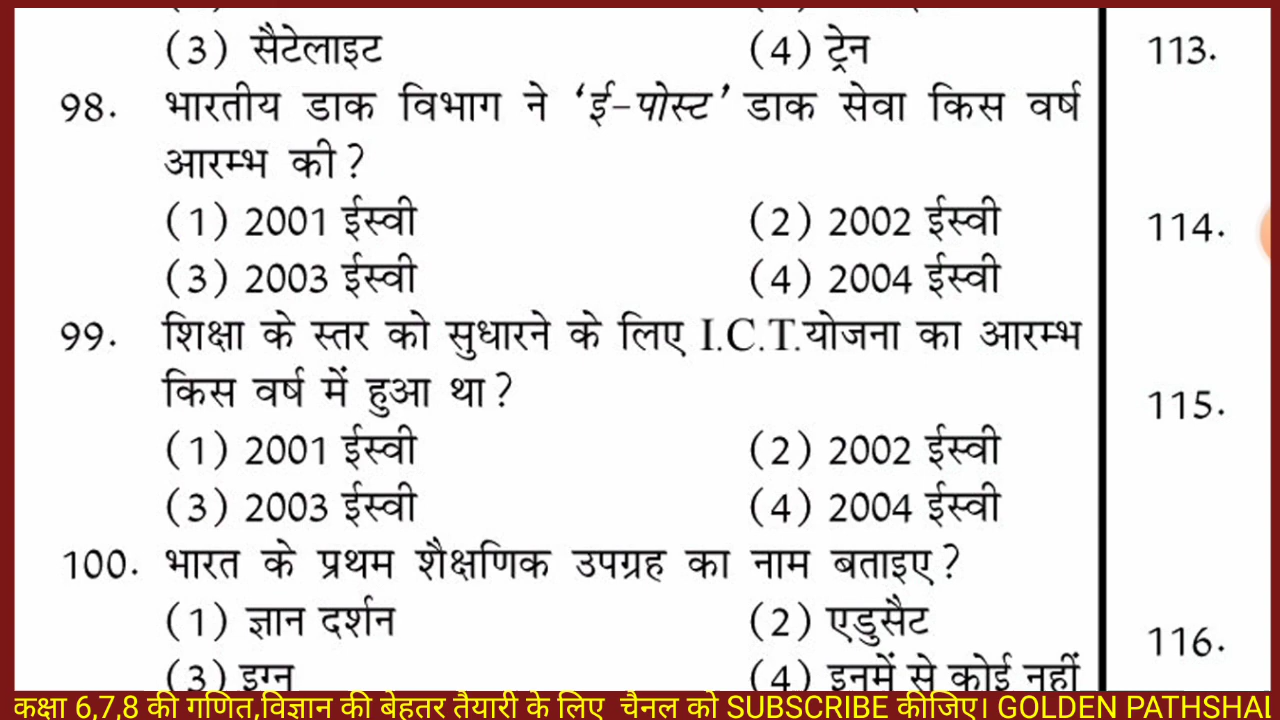 (3) सैटेलाइट (4) ट्रेन 113.
98. भारतीय डाक विभाग ने ‘ई-पोस्ट’ डाक सेवा किस वर्ष
आरम्भ की?
(1) 2001 ईस्वी (2) 2002 ईस्वी 114.
(3) 2003 ईस्वी (4) 2004 ईस्वी
99. शिक्षा के स्तर को सुधारने के लिए I.C.T.योजना का आरम्भ
किस वर्ष में हुआ था?
115.
(1) 2001 ईस्वी (2) 2002 ईस्वी
(3) 2003 ईस्वी (4) 2004 ईस्वी
100. भारत के प्रथम शैक्षणिक उपग्रह का नाम बताइए?
(1) ज्ञान दर्शन (2) एडुसैट 116.
(3) (4) इनमें से कोई नहीं
कक्षा 6,7,8 की गणित,विज्ञान की बेहतर तैयारी के लिए चैनल को SUBSCRIBE कीजिए। GOLDEN PATHSHAL